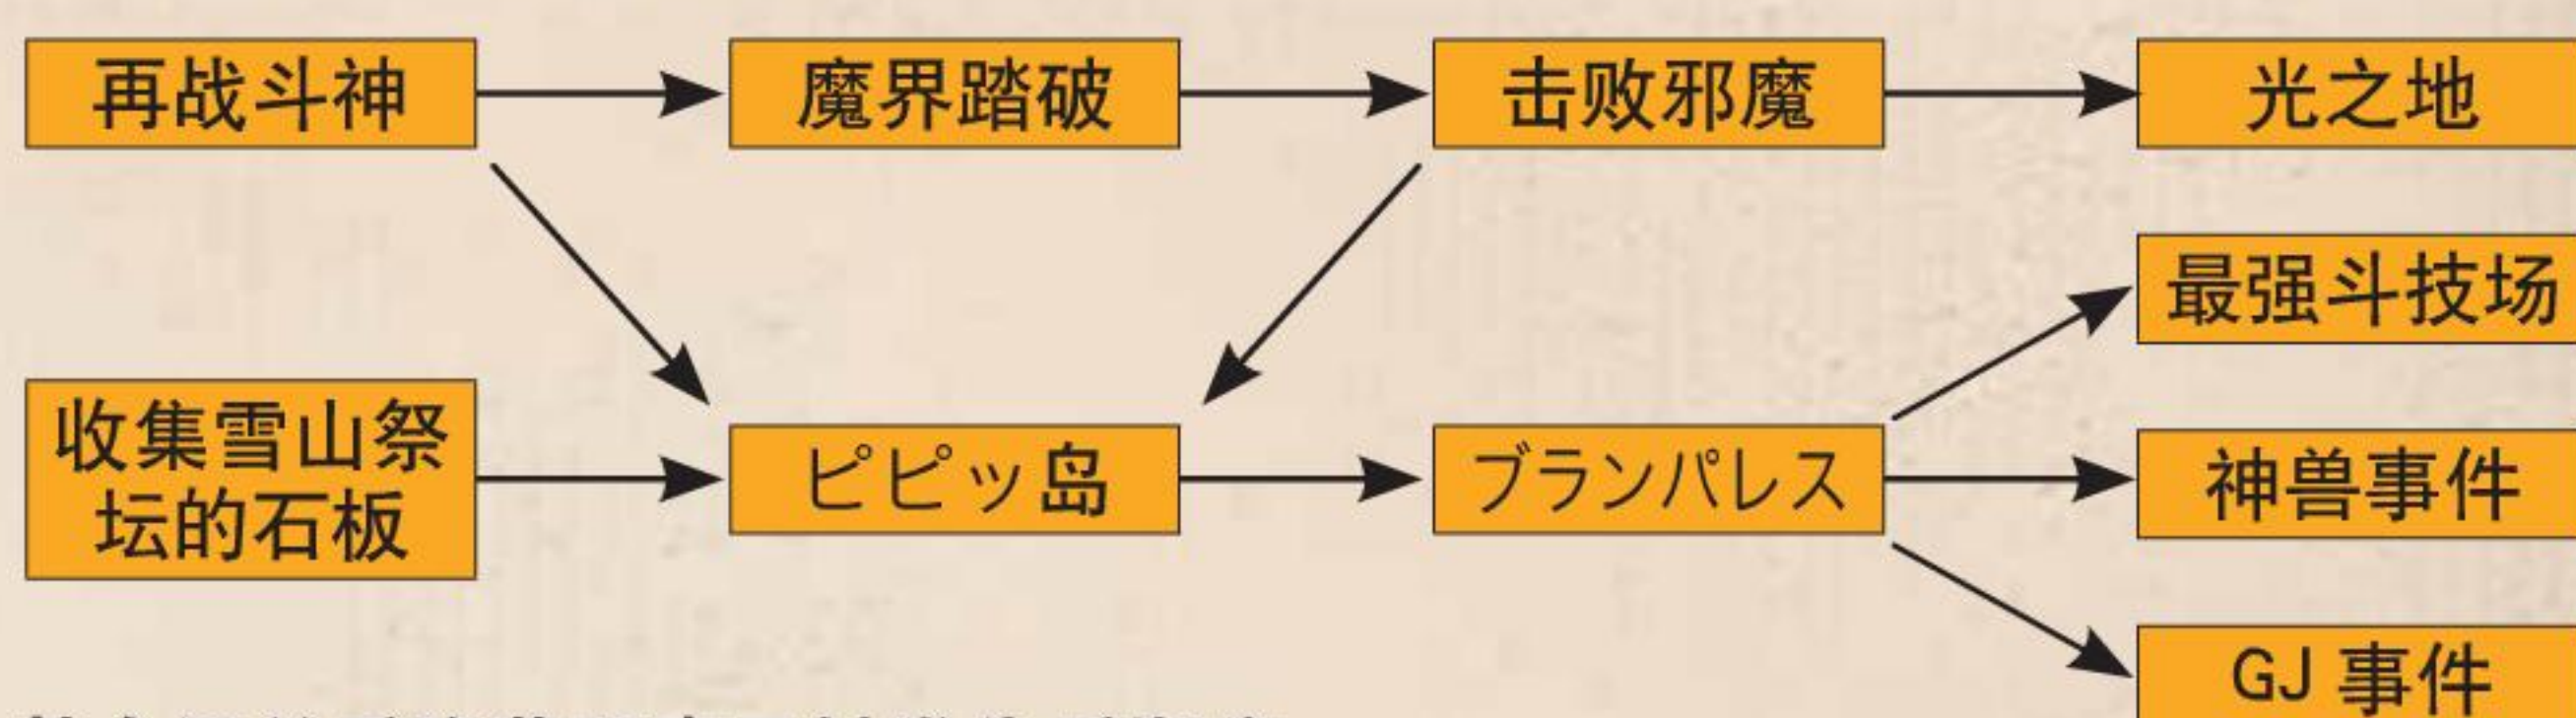 再战斗神
魔界踏破
击败邪魔
光之地
最强斗技场
收集雪山祭
坛的石板
ピピッ岛
ブランパレス
神兽事件
GJ 事件